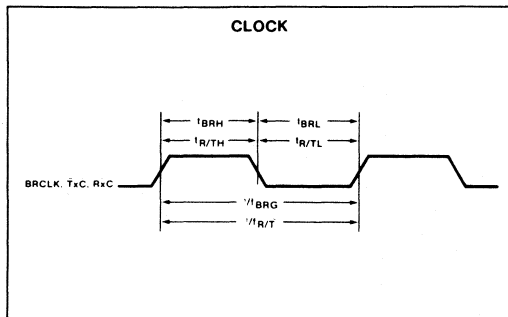 CLOCK
tBRH
tBRL
tR/TH
tR/TL
BRCLK, TxC, RxC
1/fBRG
1/fR/T